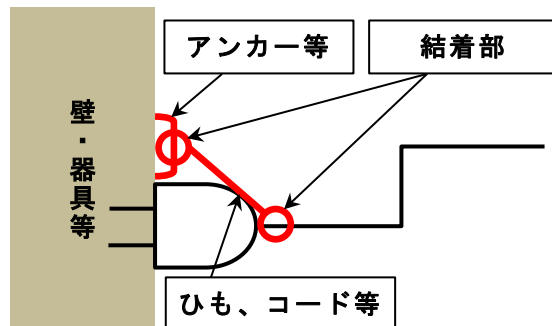 アンカー等
結着部
壁・器具等
ひも、コード等